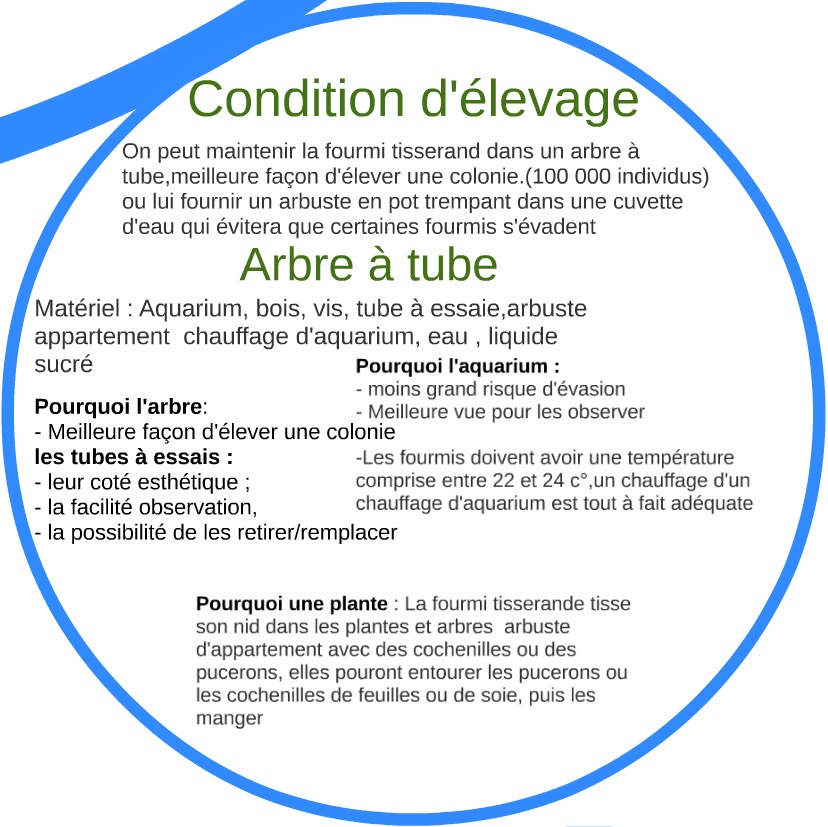 Condition d'élevage
On peut maintenir la fourmi tisserand dans un arbre à
tube,meilleure façon d'élever une colonie.(100 000 individus)
ou lui fournir un arbuste en pot trempant dans une cuvette
d'eau qui évitera que certaines fourmis s'évadent
Arbre à tube
Matériel : Aquarium, bois, vis, tube à essaie,arbuste
appartement  chauffage d'aquarium, eau , liquide
sucré
Pourquoi l'arbre:
- Meilleure façon d'élever une colonie
les tubes à essais :
- leur coté esthétique ;
- la facilité observation,
- la possibilité de les retirer/remplacer
Pourquoi l'aquarium :
- moins grand risque d'évasion
- Meilleure vue pour les observer
-Les fourmis doivent avoir une température
comprise entre 22 et 24 c°,un chauffage d'un
chauffage d'aquarium est tout à fait adéquate
Pourquoi une plante : La fourmi tisserande tisse
son nid dans les plantes et arbres  arbuste
d'appartement avec des cochenilles ou des
pucerons, elles pouront entourer les pucerons ou
les cochenilles de feuilles ou de soie, puis les
manger